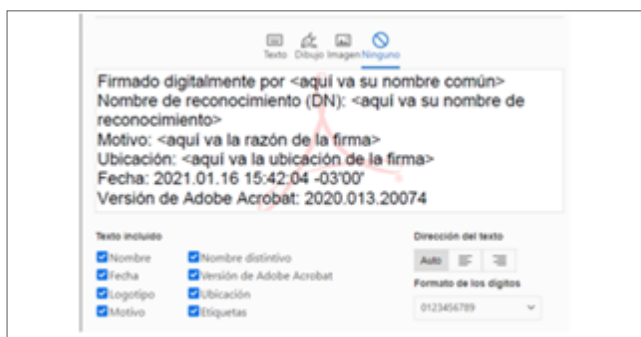 Texto Dibujo Imagen Ninguno
Firmado digitalmente por <aquí va su nombre común>
Nombre de reconocimiento (DN): <aquí va su nombre de
reconocimiento>
Motivo: <aquí va la razón de la firma>
Ubicación: <aquí va la ubicación de la firma>
Fecha: 2021.01.16 15:42:04 -03'00'
Versión de Adobe Acrobat: 2020.013.20074
Texto incluido
Nombre
Fecha
Logotipo
Motivo
Nombre distintivo
Versión de Adobe Acrobat
Ubicación
Etiquetas
Dirección del texto
Auto
Formato de los dígitos
0123456789